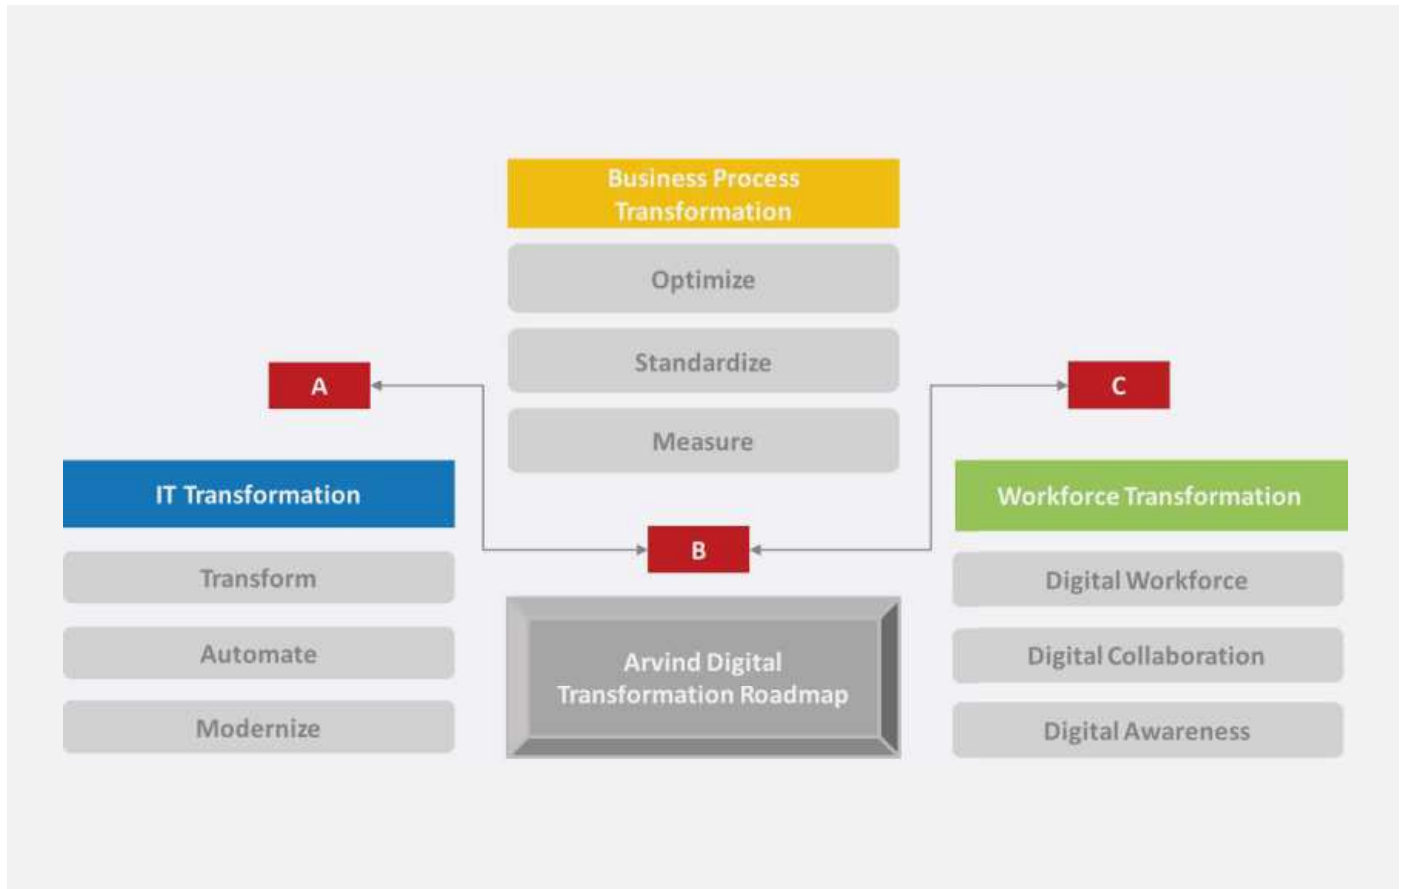 Business Process
Transformation
Optimize
Standardize
Measure
A
C
IT Transformation
Transform
Automate
Modernize
B
Arvind Digital
Transformation Roadmap
Workforce Transformation
Digital Workforce
Digital Collaboration
Digital Awareness